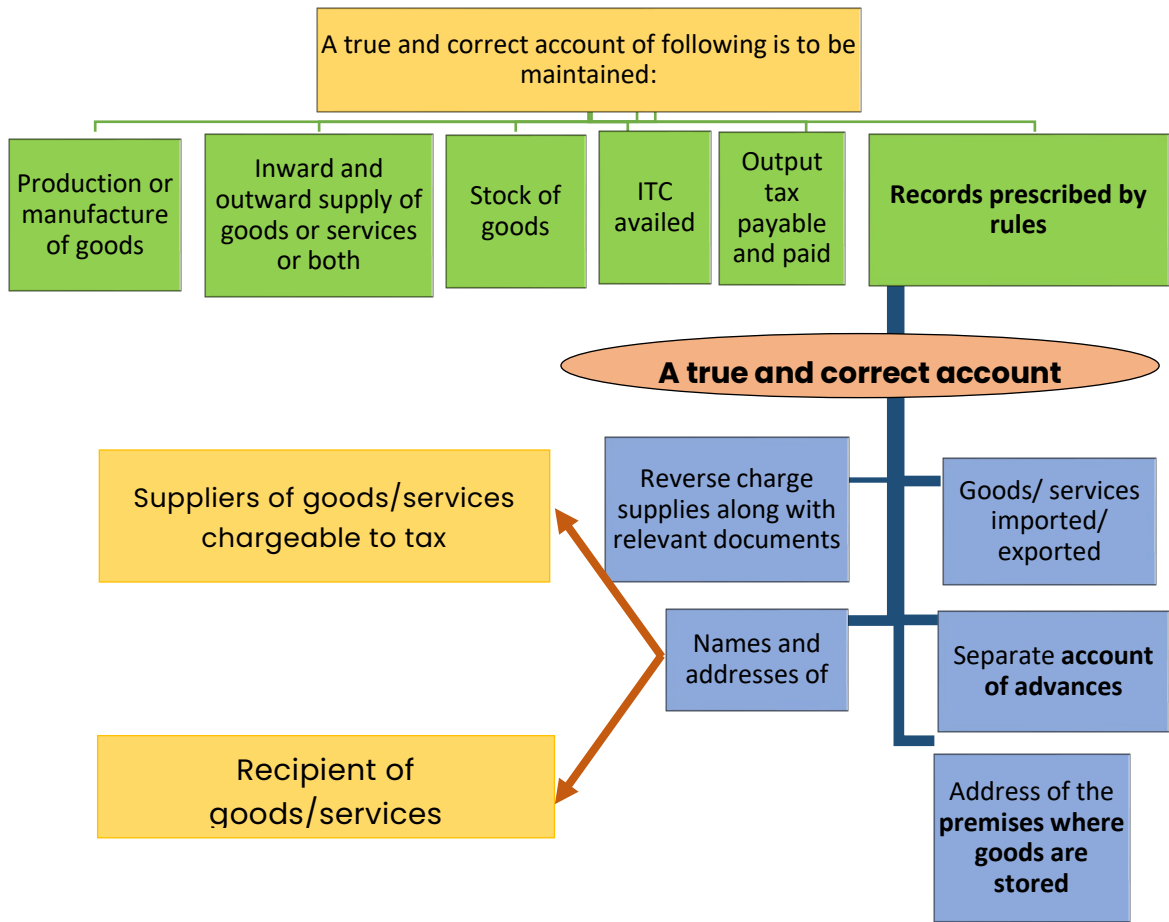 A true and correct account of following is to be
maintained:
Production or
manufacture
of goods
Inward and
outward supply of
goods or services
or both
Stock of
goods
ITC
availed
Output
tax
payable
and paid
Records prescribed by
rules
A true and correct account
Reverse charge
supplies along with
relevant documents
Goods/ services
imported/
exported
Suppliers of goods/services
chargeable to tax
Names and
addresses of
Separate account
of advances
Recipient of
goods/services
Address of the
premises where
goods are
stored